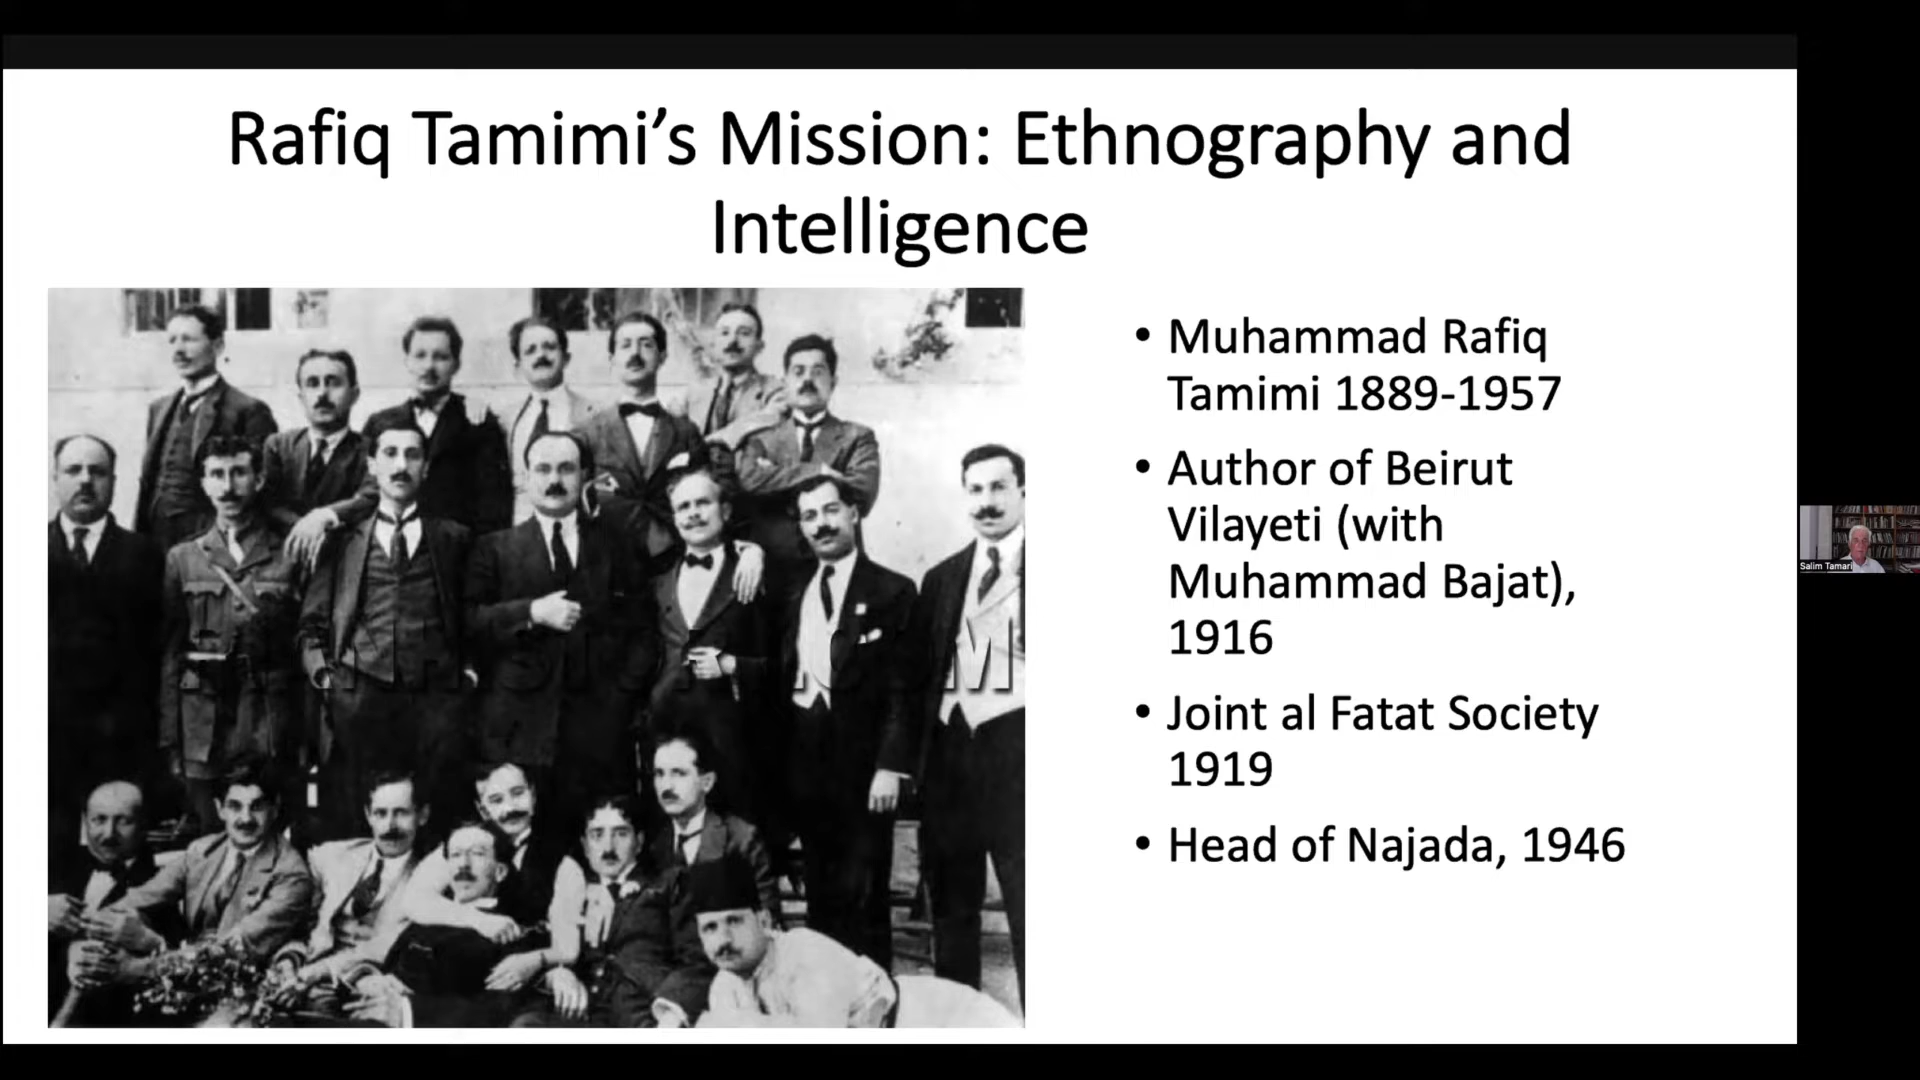 Rafiq Tamimi’s Mission: Ethnography and
Intelligence
• Muhammad Rafiq
Tamimi 1889-1957
• Author of Beirut
Vilayeti (with
Muhammad Bajat),
1916
• Joint al Fatat Society
1919
• Head of Najada, 1946
Salim Tamari